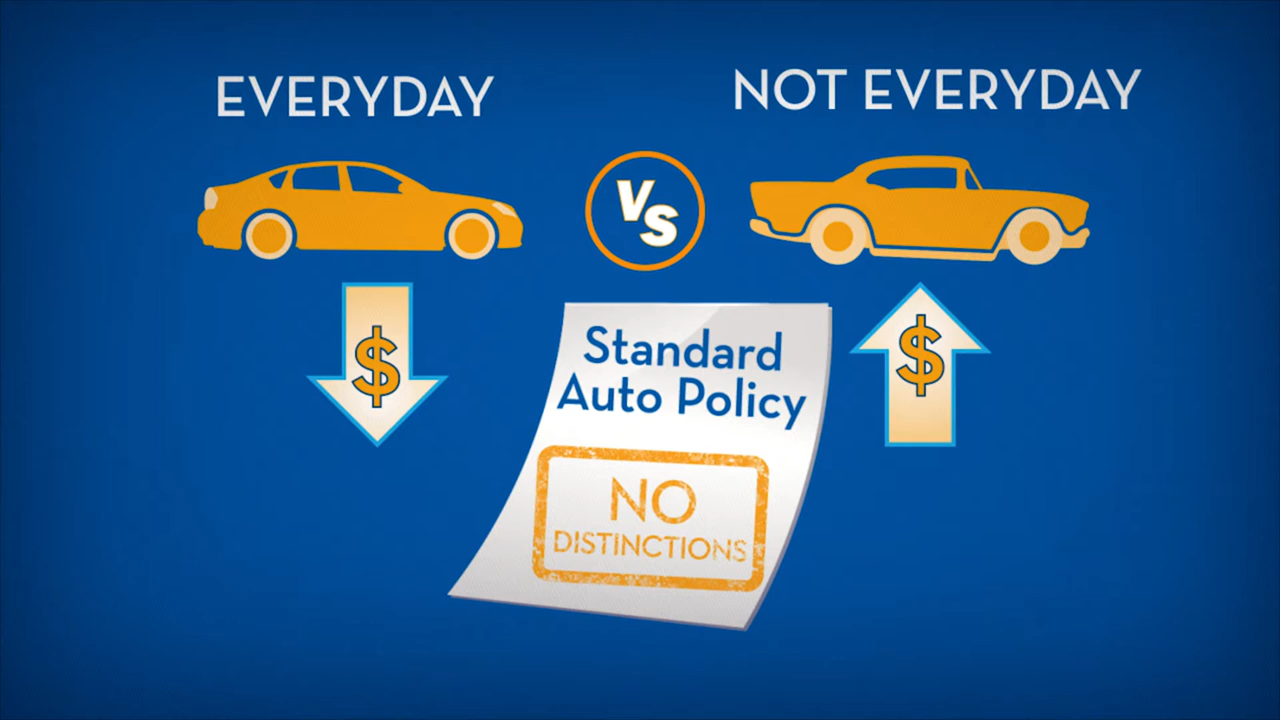 EVERYDAY
NOT EVERYDAY
VS
$
$
Standard
Auto Policy
NO
DISTINCTIONS